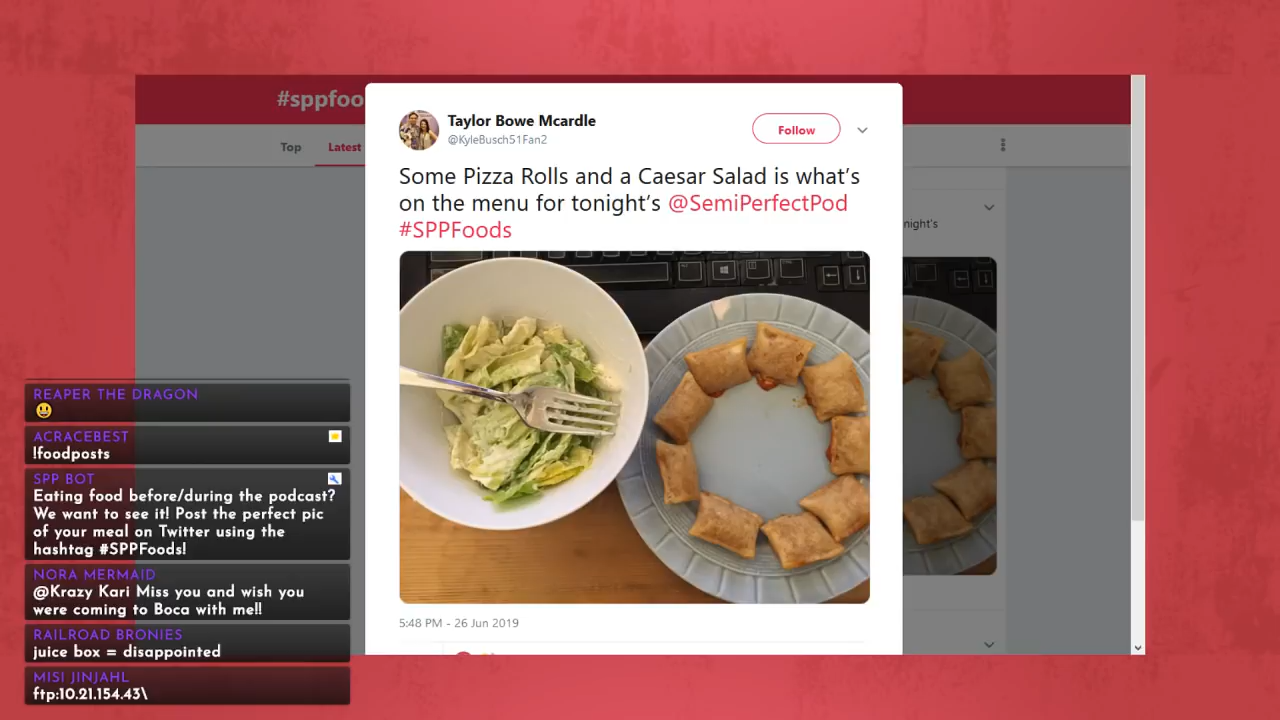 #sppfoo
Top
Latest
Taylor Bowe Mcardle
@KyleBusch51Fan2
Follow
Some Pizza Rolls and a Caesar Salad is what's
on the menu for tonight's @SemiPerfectPod
#SPPFoods
night's
5:48 PM - 26 Jun 2019
REAPER THE DRAGON
ACRACEBEST
!foodposts
SPP BOT
Eating food before/during the podcast?
We want to see it! Post the perfect pic
of your meal on Twitter using the
hashtag #SPPFoods!
NORA MERMAID
@Krazy Kari Miss you and wish you
were coming to Boca with me!!
RAILROAD BRONIES
juice box = disappointed
MISI JINJAHL
ftp:10.21.154.43\